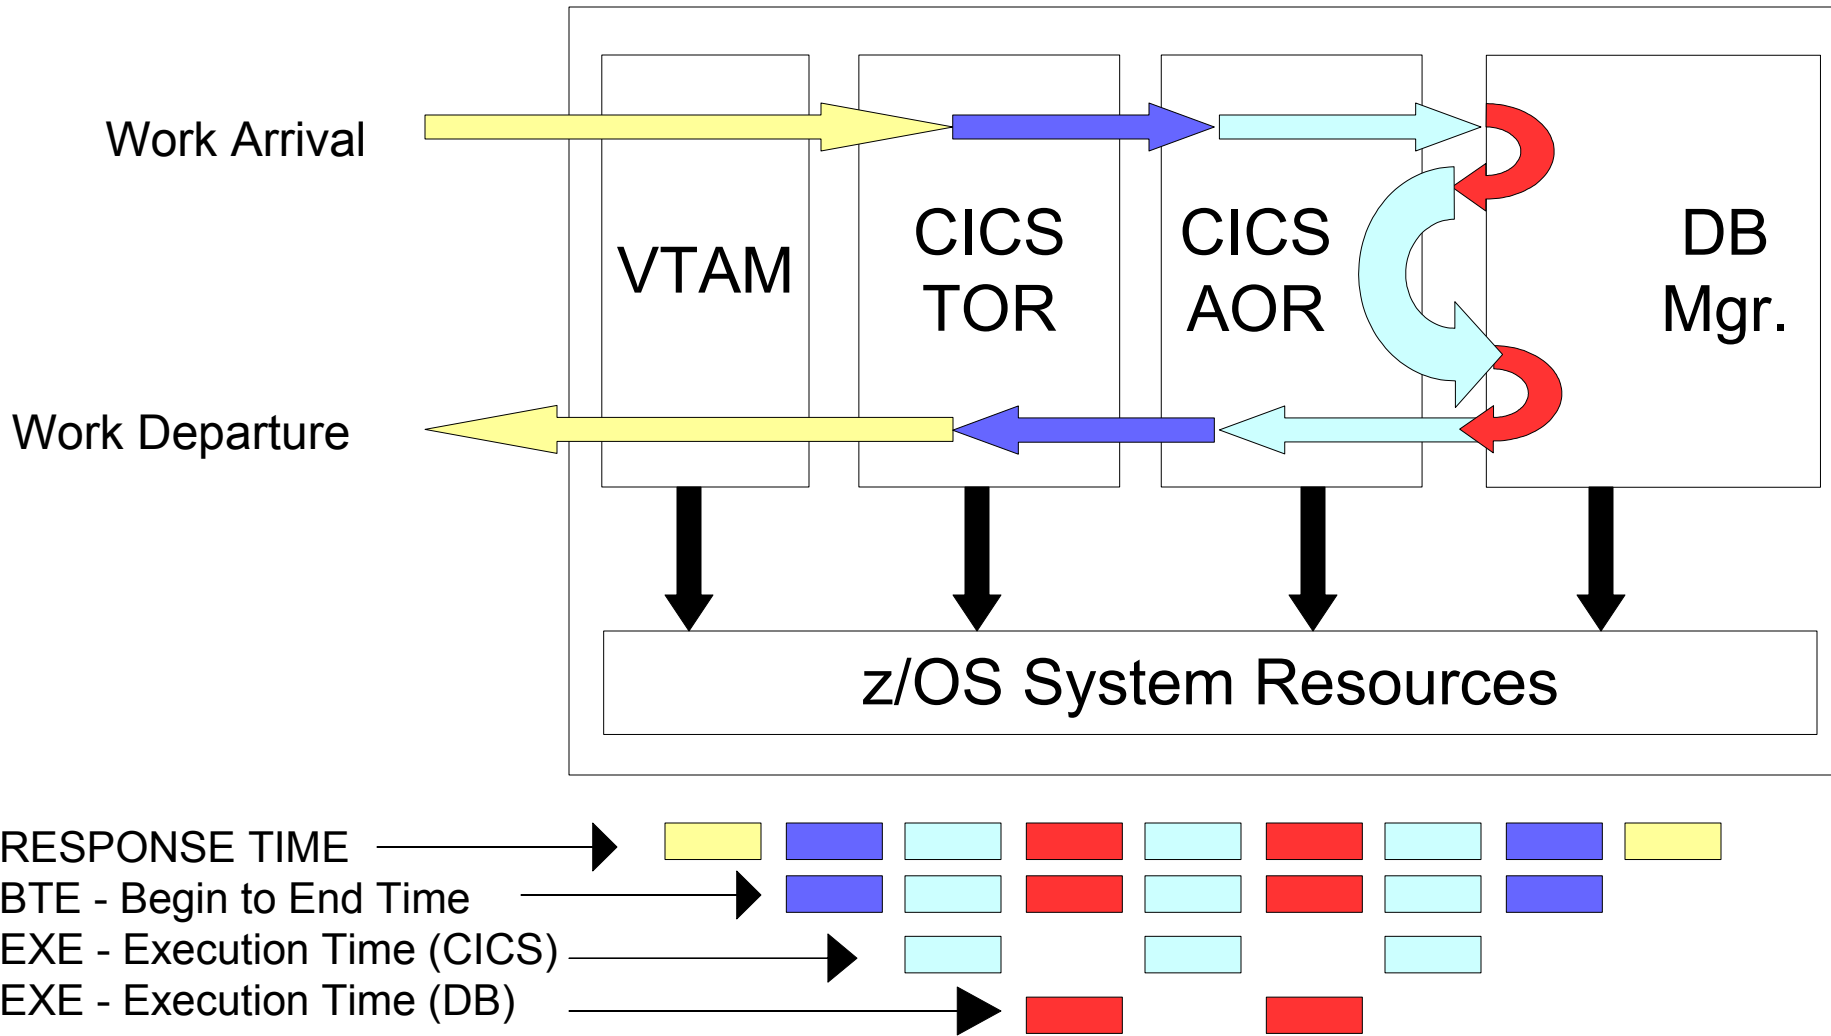 Work Arrival
VTAM
CICS
TOR
CICS
AOR
DB
Mgr.
Work Departure
z/OS System Resources
RESPONSE TIME
BTE - Begin to End Time
EXE - Execution Time (CICS)
EXE - Execution Time (DB)